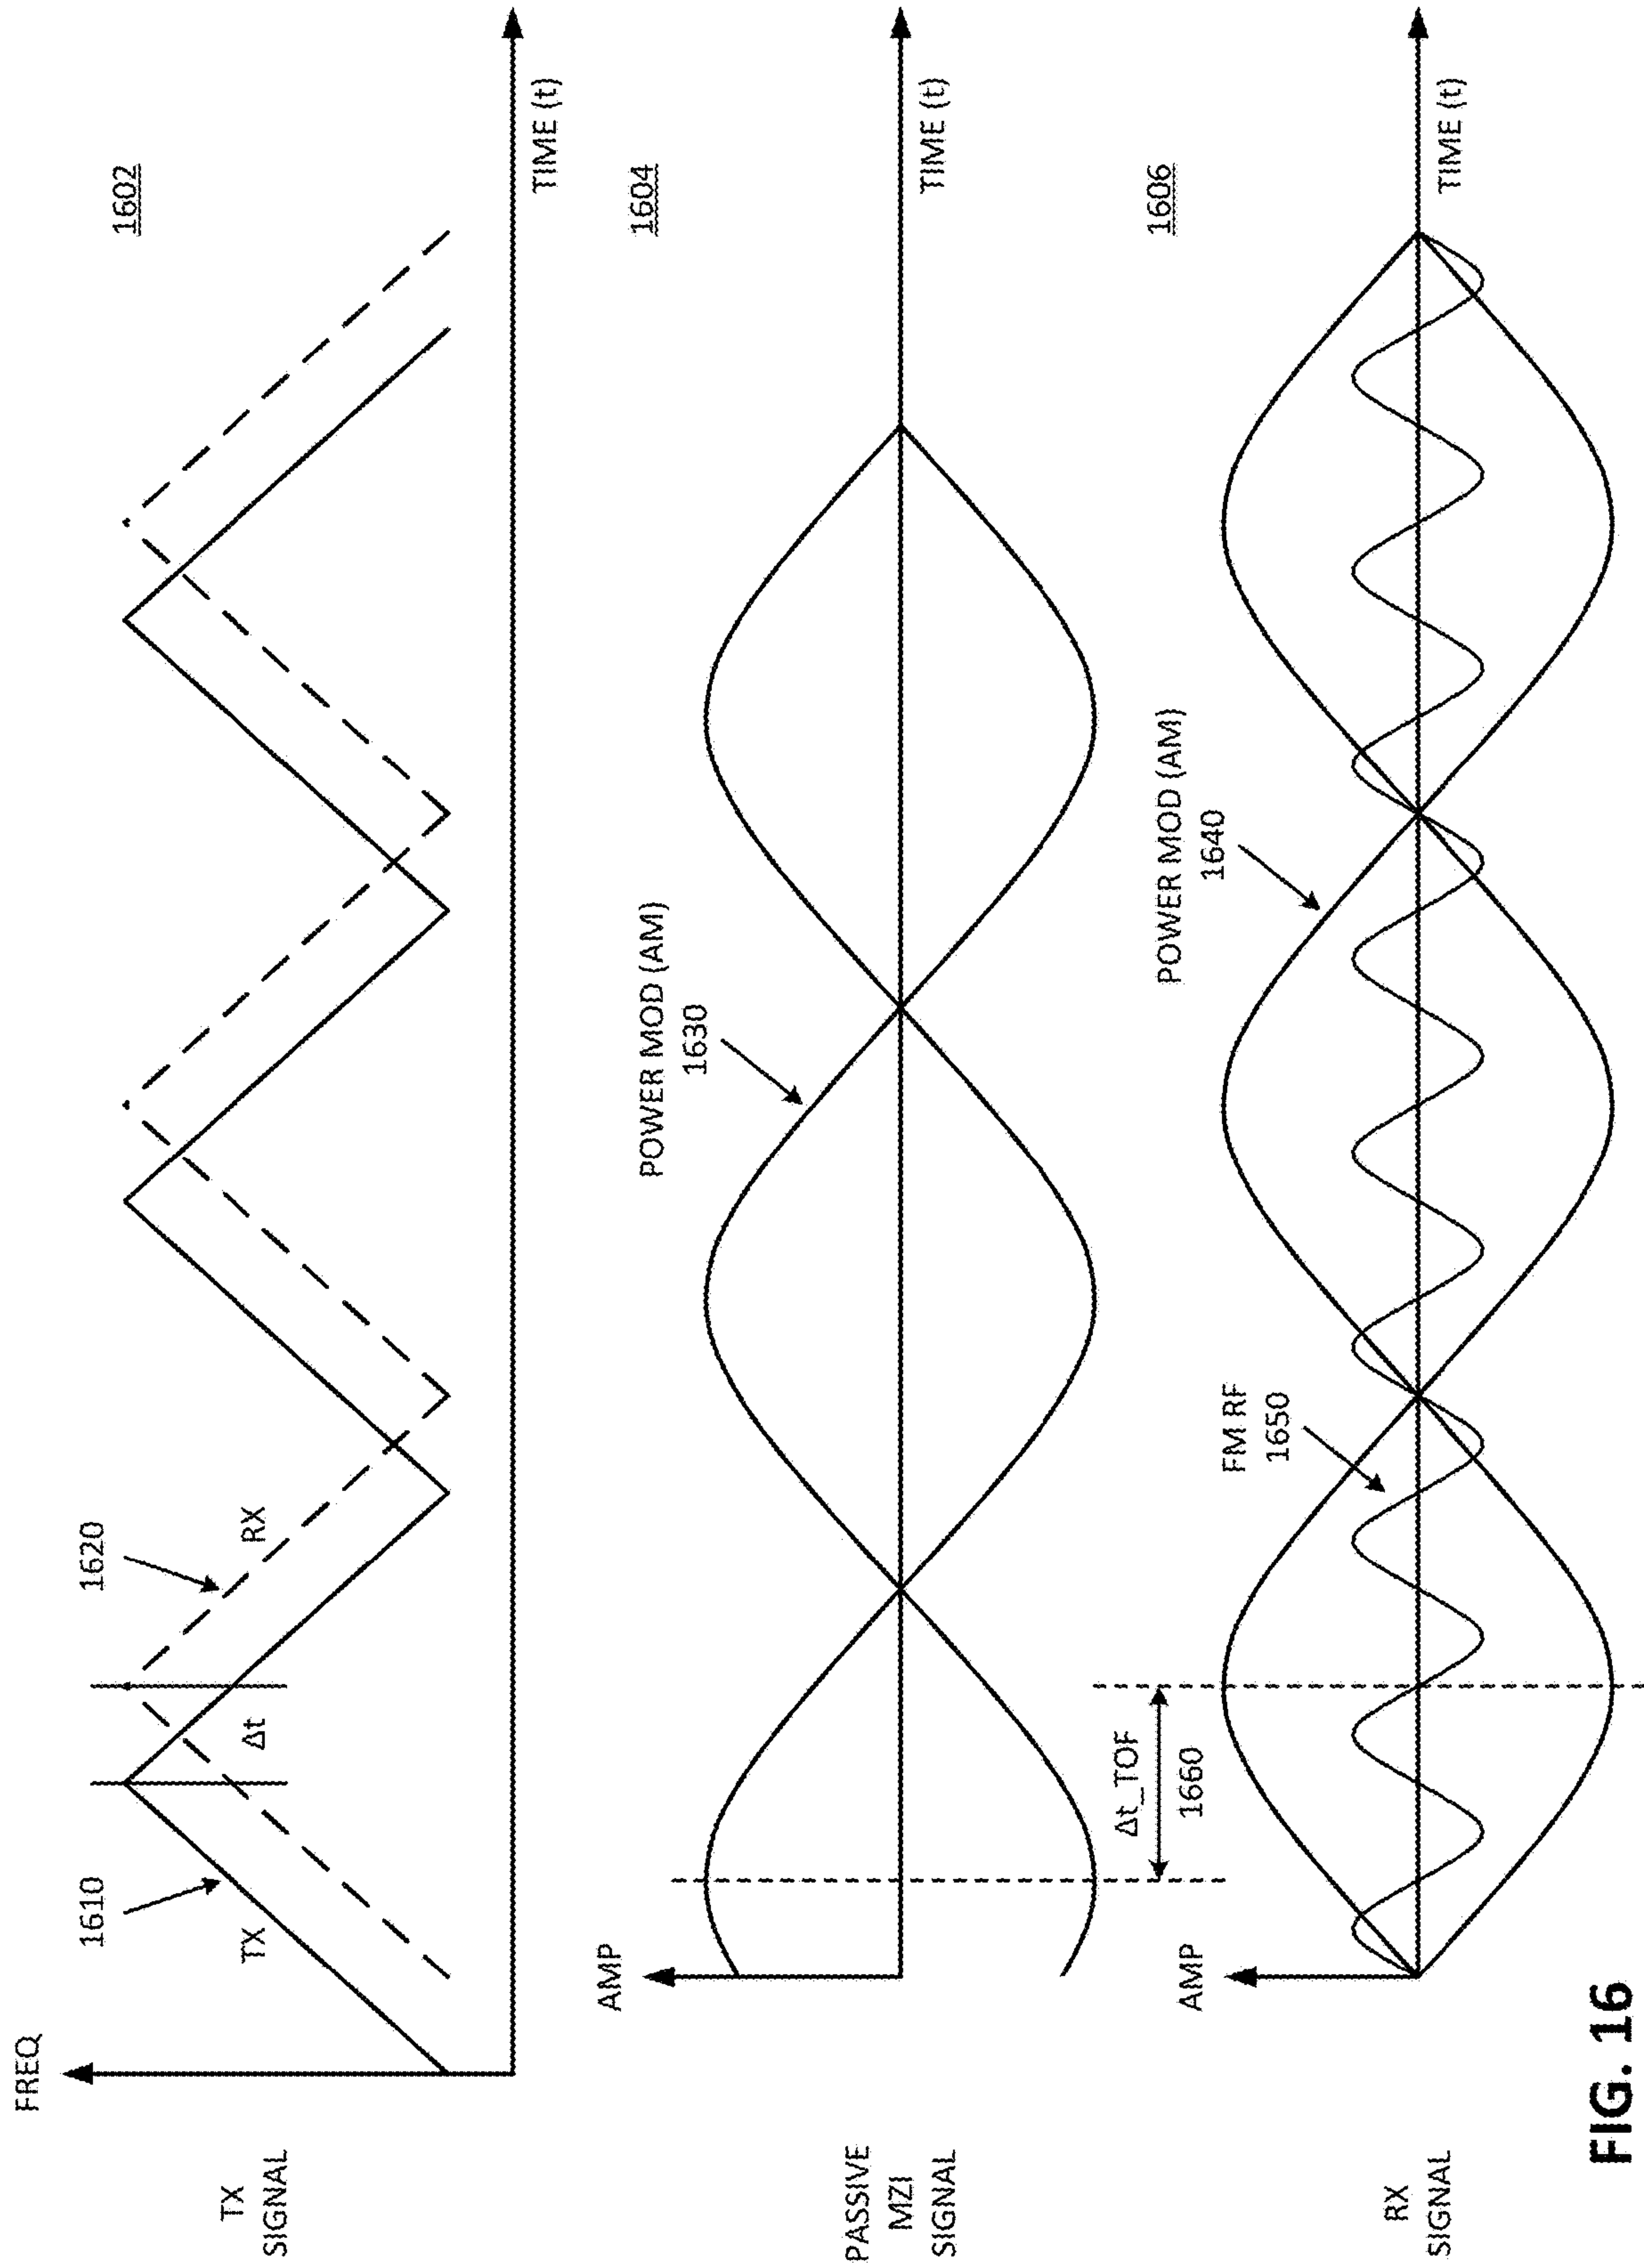 FREQ
TX
SIGNAL
1610
TX
Δt
1620
RX
1602
TIME (t)
AMP
PASSIVE
MZI
SIGNAL
POWER MOD (AM)
1630
1604
TIME (t)
AMP
RX
SIGNAL
Δt_TOF
1660
FM RF
1650
POWER MOD (AM)
1640
1606
TIME (t)
FIG. 16